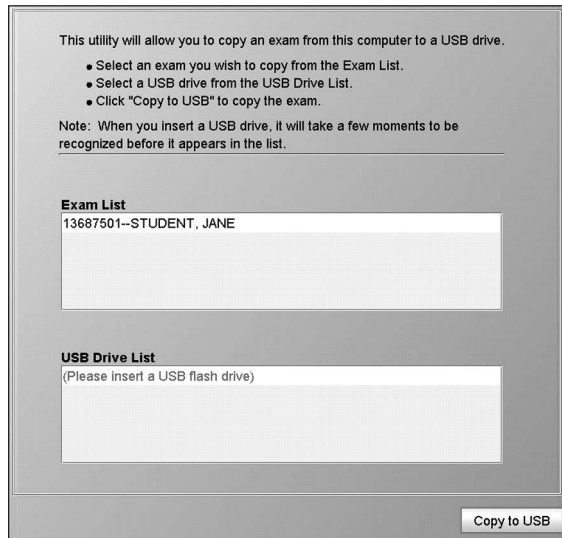 This utility will allow you to copy an exam from this computer to a USB drive.
● Select an exam you wish to copy from the Exam List.
● Select a USB drive from the USB Drive List.
● Click "Copy to USB" to copy the exam.
Note: When you insert a USB drive, it will take a few moments to be
recognized before it appears in the list.
Exam List
13687501--STUDENT, JANE
USB Drive List
(Please insert a USB flash drive)
Copy to USB